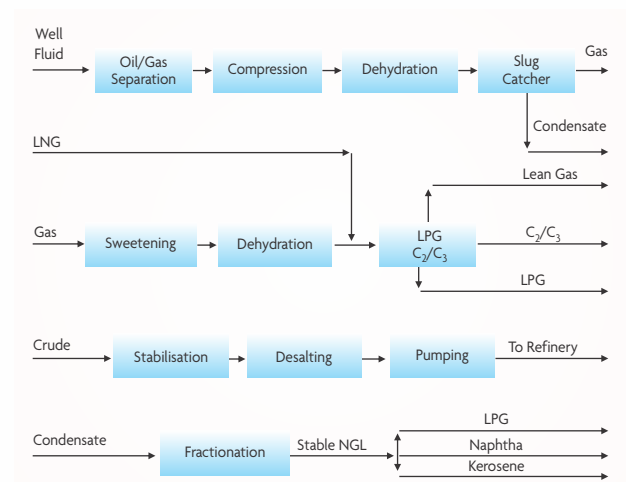 Well
Fluid
Oil/Gas
Separation
Compression
Dehydration
Slug
Catcher
Gas
Condensate
LNG
Lean Gas
Gas
Sweetening
Dehydration
LPG
C₂/C₃
C₂/C₃
LPG
Crude
Stabilisation
Desalting
Pumping
To Refinery
Condensate
Fractionation
Stable NGL
LPG
Naphtha
Kerosene